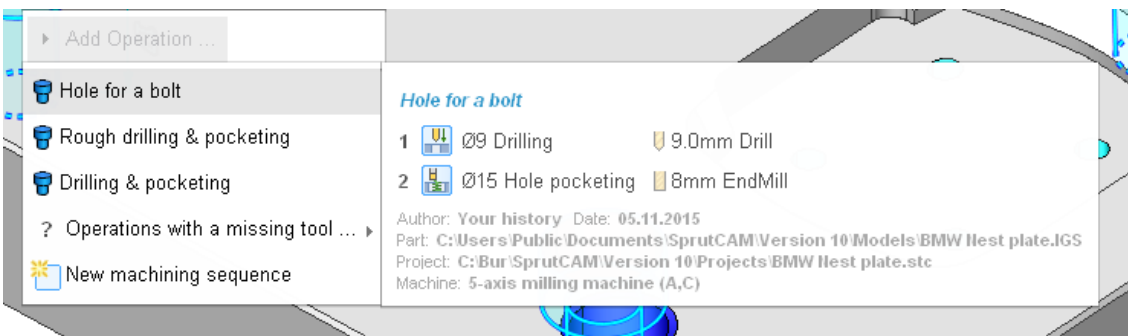 Add Operation ...
Hole for a bolt
Rough drilling & pocketing
Drilling & pocketing
? Operations with a missing tool ...
New machining sequence
Hole for a bolt
1 Ø9 Drilling 9.0mm Drill
2 Ø15 Hole pocketing 8mm EndMill
Author: Your history Date: 05.11.2015
Part: C:\Users\Public\Documents\SprutCAM\Version 10\Models\BMW Nest plate.IGS
Project: C:\Bur\SprutCAM\Version 10\Projects\BMW Nest plate.stc
Machine: 5-axis milling machine (A,C)